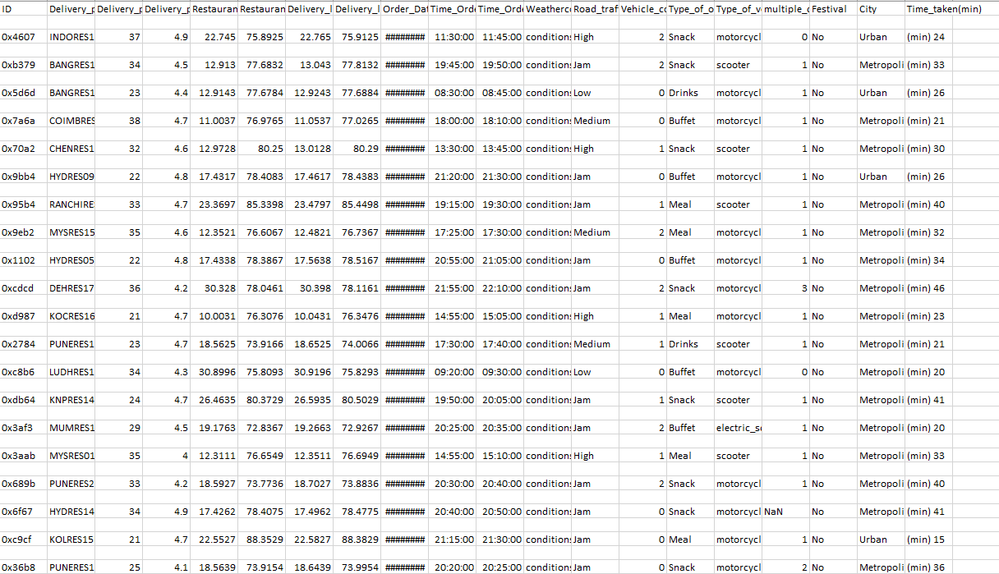 ID Delivery_p Delivery_p Delivery_p Restauran Restauran Delivery_l Delivery_l Order_Dat Time_Orde Time_Orde Weatherco Road_traf Vehicle_co Type_of_o Type_of_v multiple_d Festival City Time_taken(min)
0x4607 INDORES1 37 4.9 22.745 75.8925 22.765 75.9125 ######## 11:30:00 11:45:00 conditions High 2 Snack motorcycl 0 No Urban (min) 24
0xb379 BANGRES1 34 4.5 12.913 77.6832 13.043 77.8132 ######## 19:45:00 19:50:00 conditions Jam 2 Snack scooter 1 No Metropoli (min) 33
0x5d6d BANGRES1 23 4.4 12.9143 77.6784 12.9243 77.6884 ######## 08:30:00 08:45:00 conditions Low 0 Drinks motorcycl 1 No Urban (min) 26
0x7a6a COIMBRES 38 4.7 11.0037 76.9765 11.0537 77.0265 ######## 18:00:00 18:10:00 conditions Medium 0 Buffet motorcycl 1 No Metropoli (min) 21
0x70a2 CHENRES1 32 4.6 12.9728 80.25 13.0128 80.29 ######## 13:30:00 13:45:00 conditions High 1 Snack scooter 1 No Metropoli (min) 30
0x9bb4 HYDRES09 22 4.8 17.4317 78.4083 17.4617 78.4383 ######## 21:20:00 21:30:00 conditions Jam 0 Buffet motorcycl 1 No Urban (min) 26
0x95b4 RANCHIRE 33 4.7 23.3697 85.3398 23.4797 85.4498 ######## 19:15:00 19:30:00 conditions Jam 1 Meal scooter 1 No Metropoli (min) 40
0x9eb2 MYSRES15 35 4.6 12.3521 76.6067 12.4821 76.7367 ######## 17:25:00 17:30:00 conditions Medium 2 Meal motorcycl 1 No Metropoli (min) 32
0x1102 HYDRES05 22 4.8 17.4338 78.3867 17.5638 78.5167 ######## 20:55:00 21:05:00 conditions Jam 0 Buffet motorcycl 1 No Metropoli (min) 34
0xcdcd DEHRES17 36 4.2 30.328 78.0461 30.398 78.1161 ######## 21:55:00 22:10:00 conditions Jam 2 Snack motorcycl 3 No Metropoli (min) 46
0xd987 KOCRES16 21 4.7 10.0031 76.3076 10.0431 76.3476 ######## 14:55:00 15:05:00 conditions High 1 Meal motorcycl 1 No Metropoli (min) 23
0x2784 PUNERES1 23 4.7 18.5625 73.9166 18.6525 74.0066 ######## 17:30:00 17:40:00 conditions Medium 1 Drinks scooter 1 No Metropoli (min) 21
0xc8b6 LUDHRES1 34 4.3 30.8996 75.8093 30.9196 75.8293 ######## 09:20:00 09:30:00 conditions Low 0 Buffet motorcycl 0 No Metropoli (min) 20
0xdb64 KNPRES14 24 4.7 26.4635 80.3729 26.5935 80.5029 ######## 19:50:00 20:05:00 conditions Jam 1 Snack scooter 1 No Metropoli (min) 41
0x3af3 MUMRES1 29 4.5 19.1763 72.8367 19.2663 72.9267 ######## 20:25:00 20:35:00 conditions Jam 2 Buffet electric_sc 1 No Metropoli (min) 20
0x3aab MYSRES01 35 4 12.3111 76.6549 12.3511 76.6949 ######## 14:55:00 15:10:00 conditions High 1 Meal scooter 1 No Metropoli (min) 33
0x689b PUNERES2 33 4.2 18.5927 73.7736 18.7027 73.8836 ######## 20:30:00 20:40:00 conditions Jam 2 Snack motorcycl 1 No Metropoli (min) 40
0x6f67 HYDRES14 34 4.9 17.4262 78.4075 17.4962 78.4775 ######## 20:40:00 20:50:00 conditions Jam 0 Snack motorcycl NaN No Metropoli (min) 41
0xc9cf KOLRES15 21 4.7 22.5527 88.3529 22.5827 88.3829 ######## 21:15:00 21:30:00 conditions Jam 0 Meal motorcycl 1 No Urban (min) 15
0x36b8 PUNERES1 25 4.1 18.5639 73.9154 18.6439 73.9954 ######## 20:20:00 20:25:00 conditions Jam 0 Snack motorcycl 2 No Metropoli (min) 36